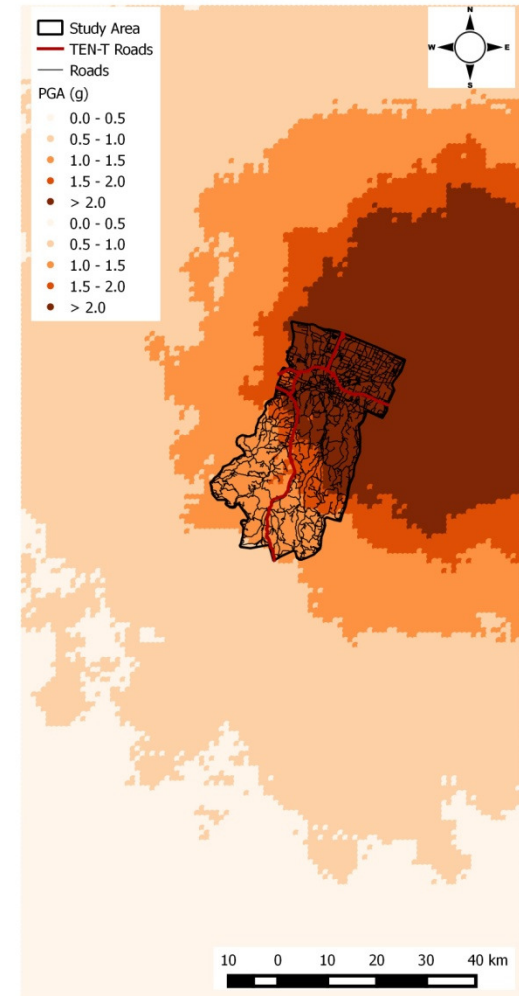 Study Area
TEN-T Roads
Roads
PGA (g)
0.0 - 0.5
0.5 - 1.0
1.0 - 1.5
1.5 - 2.0
> 2.0
0.0 - 0.5
0.5 - 1.0
1.0 - 1.5
1.5 - 2.0
> 2.0
N
W E
S
10 0 10 20 30 40 km